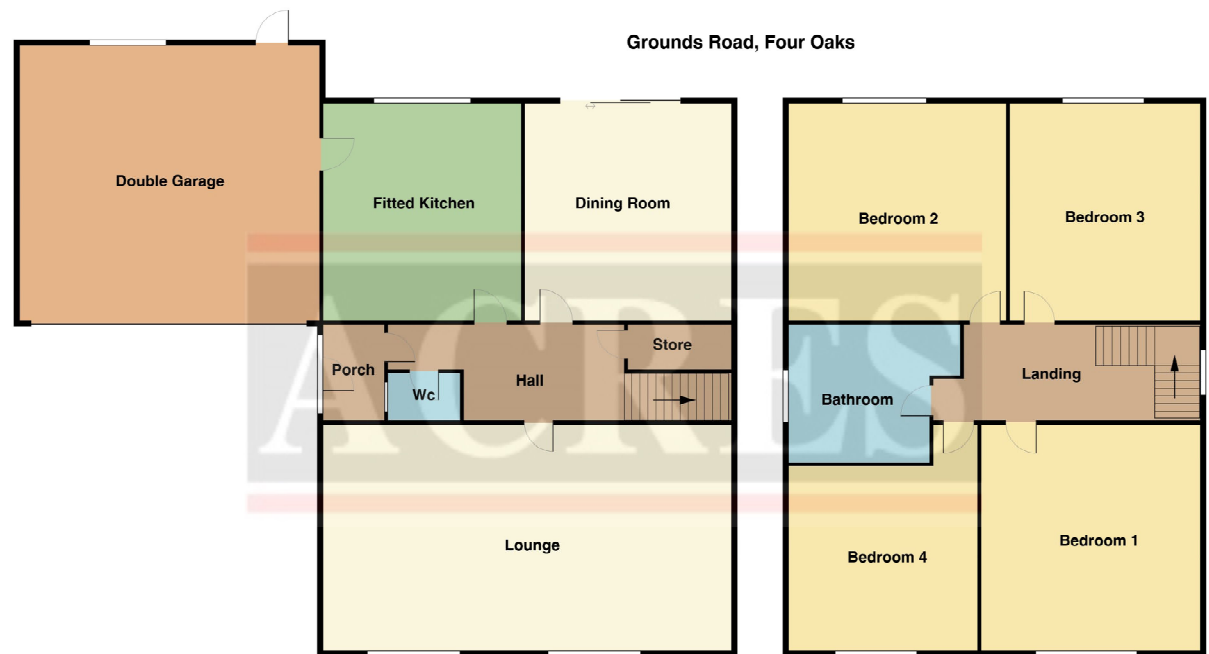 Grounds Road, Four Oaks
Double Garage
Fitted Kitchen
Dining Room
Bedroom 2
Bedroom 3
Porch
Wc
Hall
Store
Bathroom
Landing
Lounge
Bedroom 4
Bedroom 1
ACRES